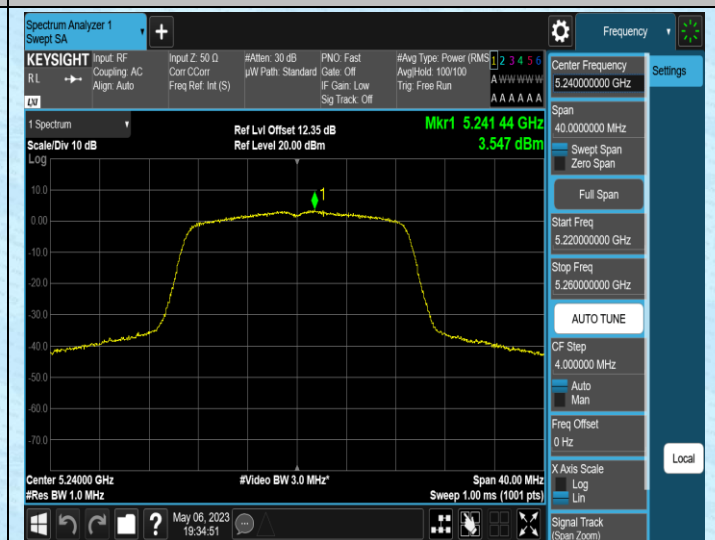 Spectrum Analyzer 1
Swept SA
+
Frequency
KEYSIGHT
RL
LXI
Input: RF
Coupling: AC
Align: Auto
Input Z: 50 Ω
Corr CCorr
Freq Ref: Int (S)
#Atten: 30 dB
µW Path: Standard
PNO: Fast
Gate: Off
IF Gain: Low
Sig Track: Off
#Avg Type: Power (RMS
Avg|Hold: 100/100
Trig: Free Run
1 2 3 4 5 6
A W W W W W
A A A A A A
1 Spectrum
Scale/Div 10 dB
Log
Ref Lvl Offset 12.35 dB
Ref Level 20.00 dBm
Mkr1 5.241 44 GHz
3.547 dBm
10.0
0.00
-10.0
-20.0
-30.0
-40.0
-50.0
-60.0
-70.0
1
Center 5.24000 GHz
#Res BW 1.0 MHz
#Video BW 3.0 MHz*
Span 40.00 MHz
Sweep 1.00 ms (1001 pts)
Center Frequency
5.240000000 GHz
Settings
Span
40.0000000 MHz
Swept Span
Zero Span
Full Span
Start Freq
5.220000000 GHz
Stop Freq
5.260000000 GHz
AUTO TUNE
CF Step
4.000000 MHz
Auto
Man
Freq Offset
0 Hz
X Axis Scale
Log
Lin
Local
Signal Track
(Span Zoom)
?
May 06, 2023
19:34:51